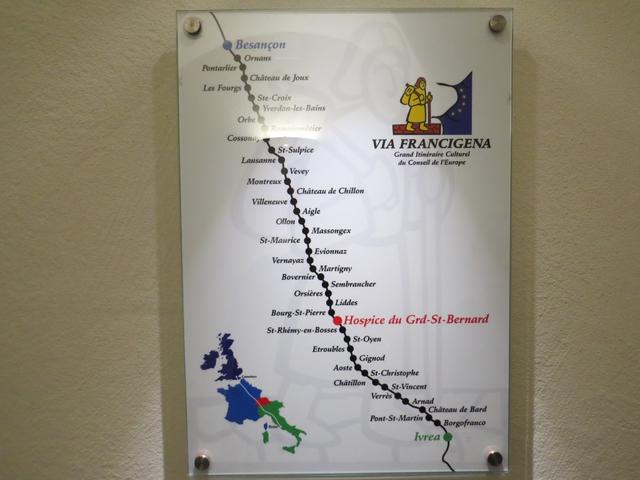 Besançon
Ornans
Pontarlier
Château de Joux
Les Fourgs
Ste-Croix
Yverdon-les-Bains
Orbe
Cossonay
St-Sulpice
Lausanne
Vevey
Montreux
Château de Chillon
Villeneuve
Aigle
Ollon
Massongex
St-Maurice
Evionnaz
Vernayaz
Martigny
Bovernier
Sembrancher
Orsières
Liddes
Bourg-St-Pierre
Hospice du Grd-St-Bernard
St-Rhémy-en-Bosses
St-Oyen
Etroubles
Gignod
Aoste
St-Christophe
Châtillon
St-Vincent
Verrès
Arnad
Château de Bard
Pont-St-Martin
Borgofranco
Ivrea
VIA FRANCIGENA
Grand Itinéraire Culturel
du Conseil de l'Europe